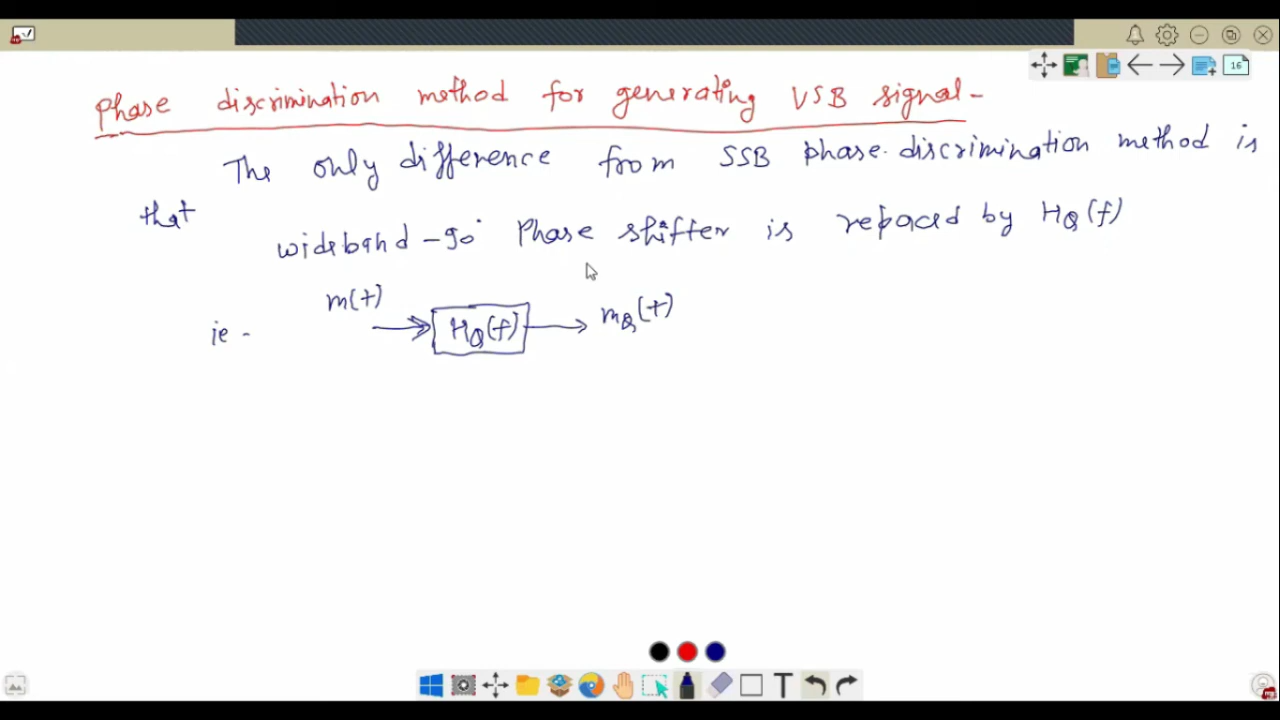 16
Phase discrimination method for generating VSB signal-
The only difference from SSB phase-discrimination method is
that
wideband -90° Phase shifter is repaced by HQ(f)
m(t)
ie - HQ(f) mQ(t)
T